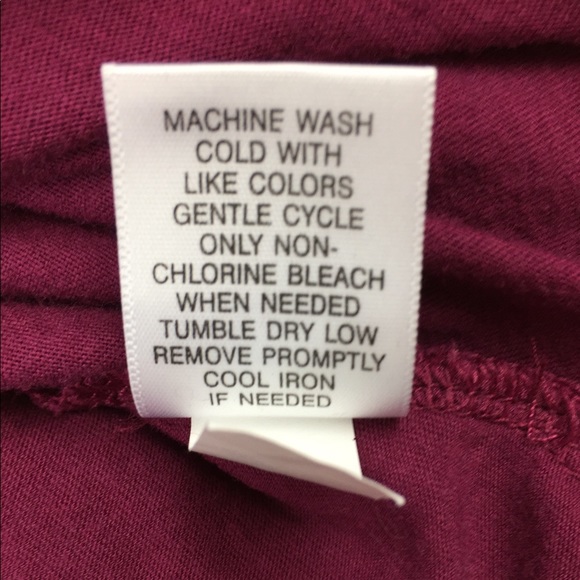 MACHINE WASH
COLD WITH
LIKE COLORS
GENTLE CYCLE
ONLY NON-
CHLORINE BLEACH
WHEN NEEDED
TUMBLE DRY LOW
REMOVE PROMPTLY
COOL IRON
IF NEEDED